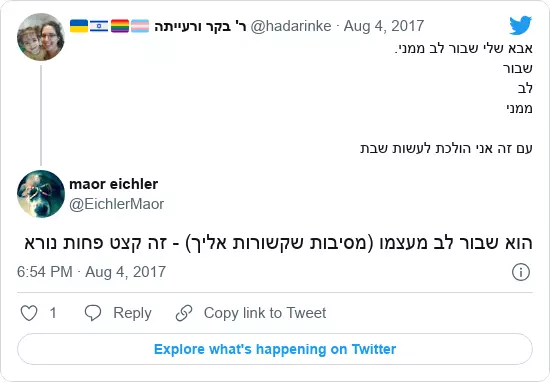 ר' בקר ורעייתה 🇺🇦🇮🇱🏳️‍🌈🏳️‍⚧️ @hadarinke · Aug 4, 2017
אבא שלי שבור לב ממני.
שבור
לב
ממני
עם זה אני הולכת לעשות שבת
maor eichler
@EichlerMaor
הוא שבור לב מעצמו (מסיבות שקשורות אליך) - זה קצט פחות נורא
6:54 PM · Aug 4, 2017
1 Reply Copy link to Tweet
Explore what's happening on Twitter